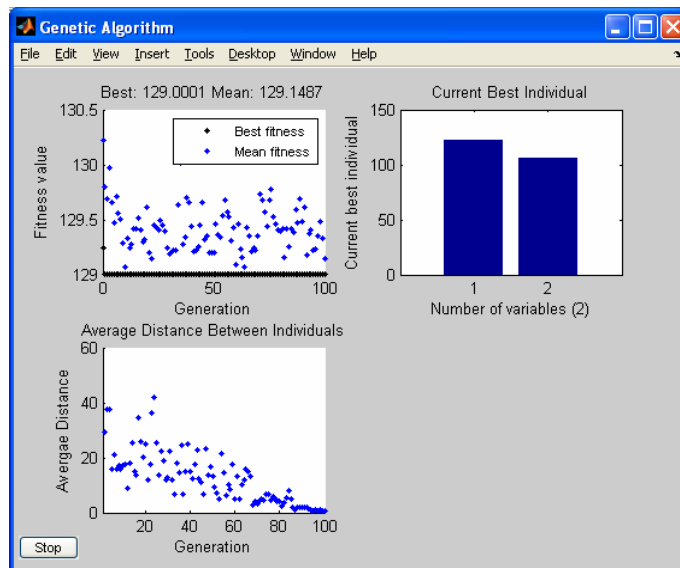 Genetic Algorithm
File Edit View Insert Tools Desktop Window Help
Best: 129.0001 Mean: 129.1487
130.5
130
129.5
129
Fitness value
Best fitness
Mean fitness
0 50 100
Generation
Current Best Individual
150
100
50
0
Current best individual
1 2
Number of variables (2)
Average Distance Between Individuals
60
40
20
0
Avergae Distance
20 40 60 80 100
Generation
Stop